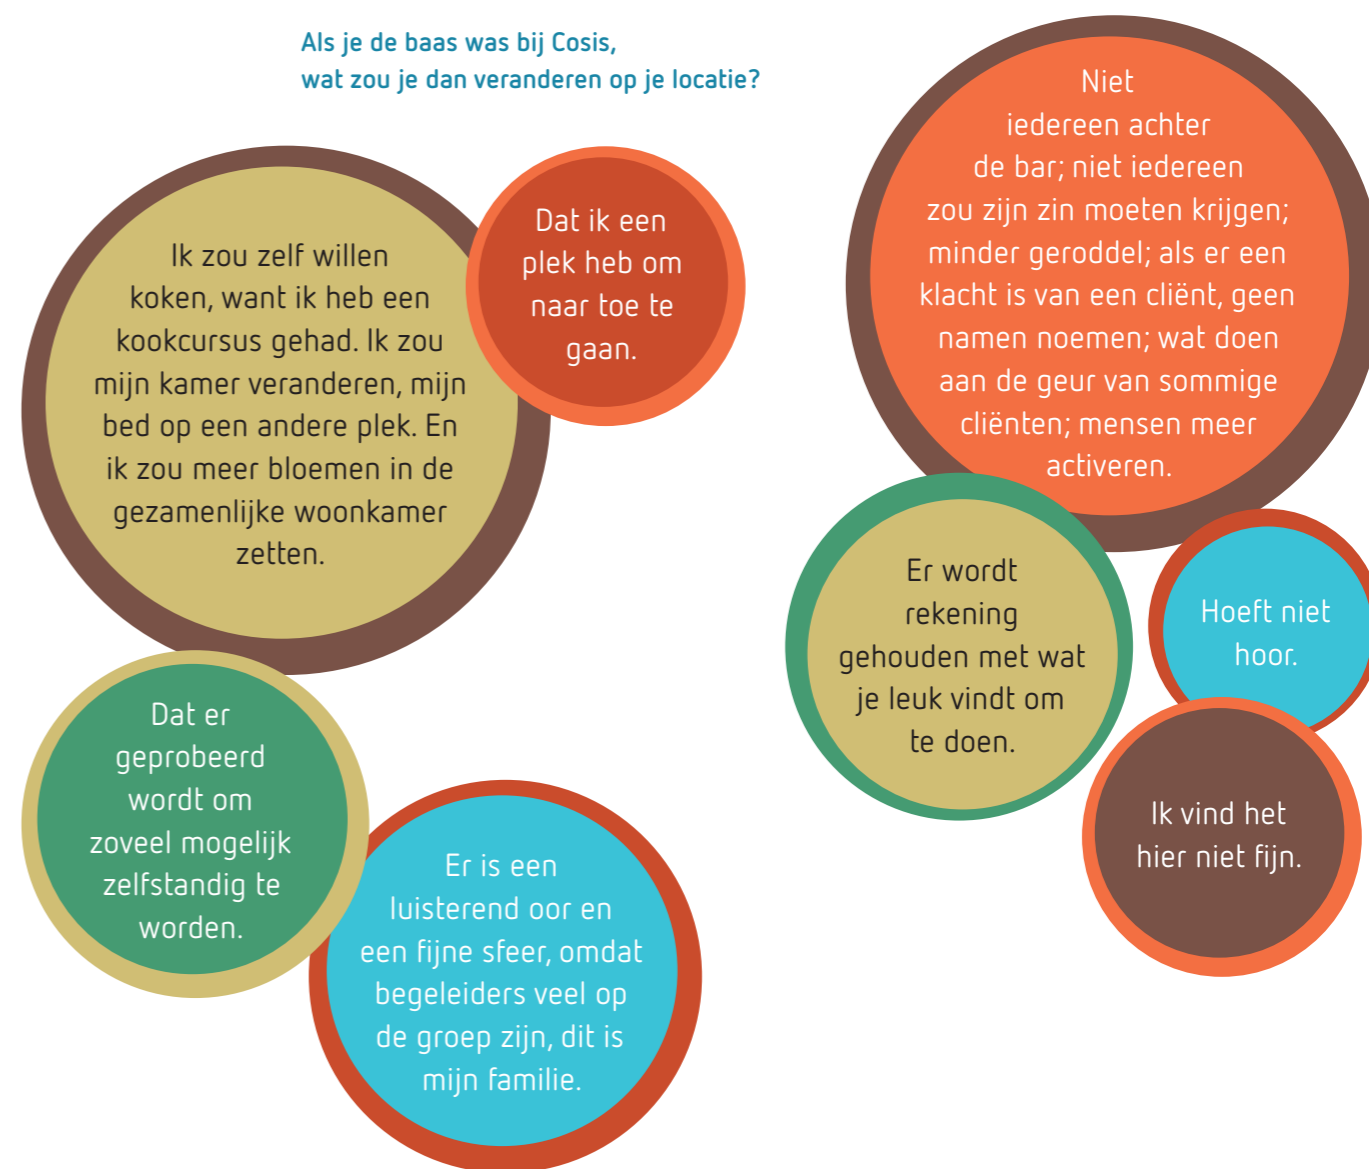 Als je de baas was bij Cosis,
wat zou je dan veranderen op je locatie?
Ik zou zelf willen
koken, want ik heb een
kookcursus gehad. Ik zou
mijn kamer veranderen, mijn
bed op een andere plek. En
ik zou meer bloemen in de
gezamenlijke woonkamer
zetten.
Dat ik een
plek heb om
naar toe te
gaan.
Dat er
geprobeerd
wordt om
zoveel mogelijk
zelfstandig te
worden.
Er is een
luisterend oor en
een fijne sfeer, omdat
begeleiders veel op
de groep zijn, dit is
mijn familie.
Niet
iedereen achter
de bar; niet iedereen
zou zijn zin moeten krijgen;
minder geroddel; als er een
klacht is van een cliënt, geen
namen noemen; wat doen
aan de geur van sommige
cliënten; mensen meer
activeren.
Er wordt
rekening
gehouden met wat
je leuk vindt om
te doen.
Hoeft niet
hoor.
Ik vind het
hier niet fijn.